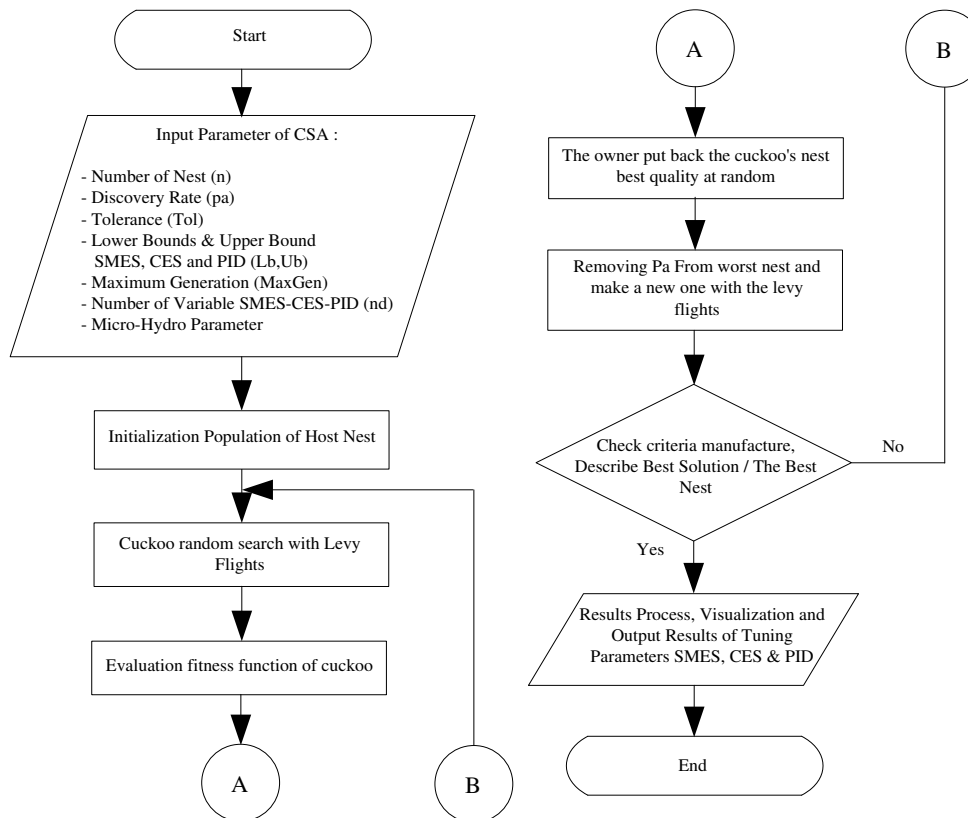 Start
Input Parameter of CSA :
- Number of Nest (n)
- Discovery Rate (pa)
- Tolerance (Tol)
- Lower Bounds & Upper Bound
SMES, CES and PID (Lb,Ub)
- Maximum Generation (MaxGen)
- Number of Variable SMES-CES-PID (nd)
- Micro-Hydro Parameter
Initialization Population of Host Nest
Cuckoo random search with Levy
Flights
Evaluation fitness function of cuckoo
A
B
A
B
The owner put back the cuckoo's nest
best quality at random
Removing Pa From worst nest and
make a new one with the levy
flights
Check criteria manufacture,
Describe Best Solution / The Best
Nest
No
Yes
Results Process, Visualization and
Output Results of Tuning
Parameters SMES, CES & PID
End